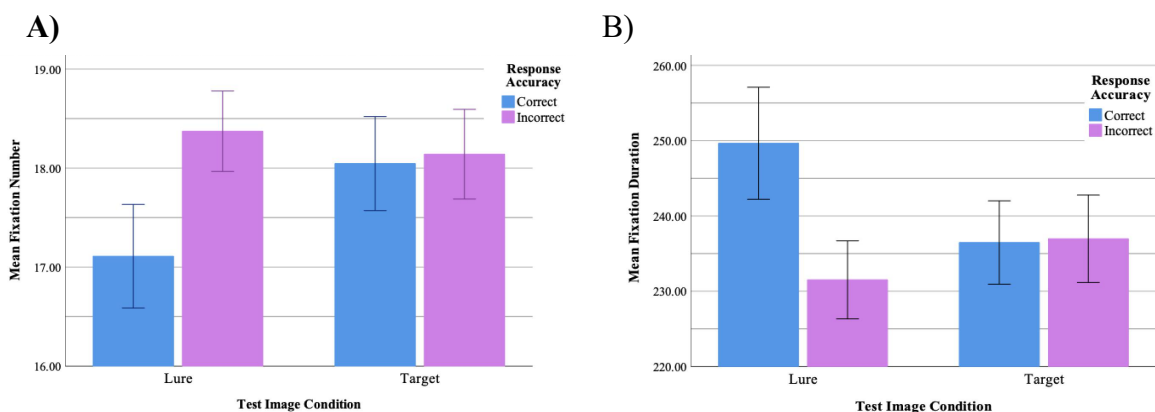 A)
19.00
18.00
17.00
16.00
Mean Fixation Number
Response
Accuracy
Correct
Incorrect
Lure
Target
Test Image Condition
B)
260.00
250.00
240.00
230.00
220.00
Mean Fixation Duration
Response
Accuracy
Correct
Incorrect
Lure
Target
Test Image Condition